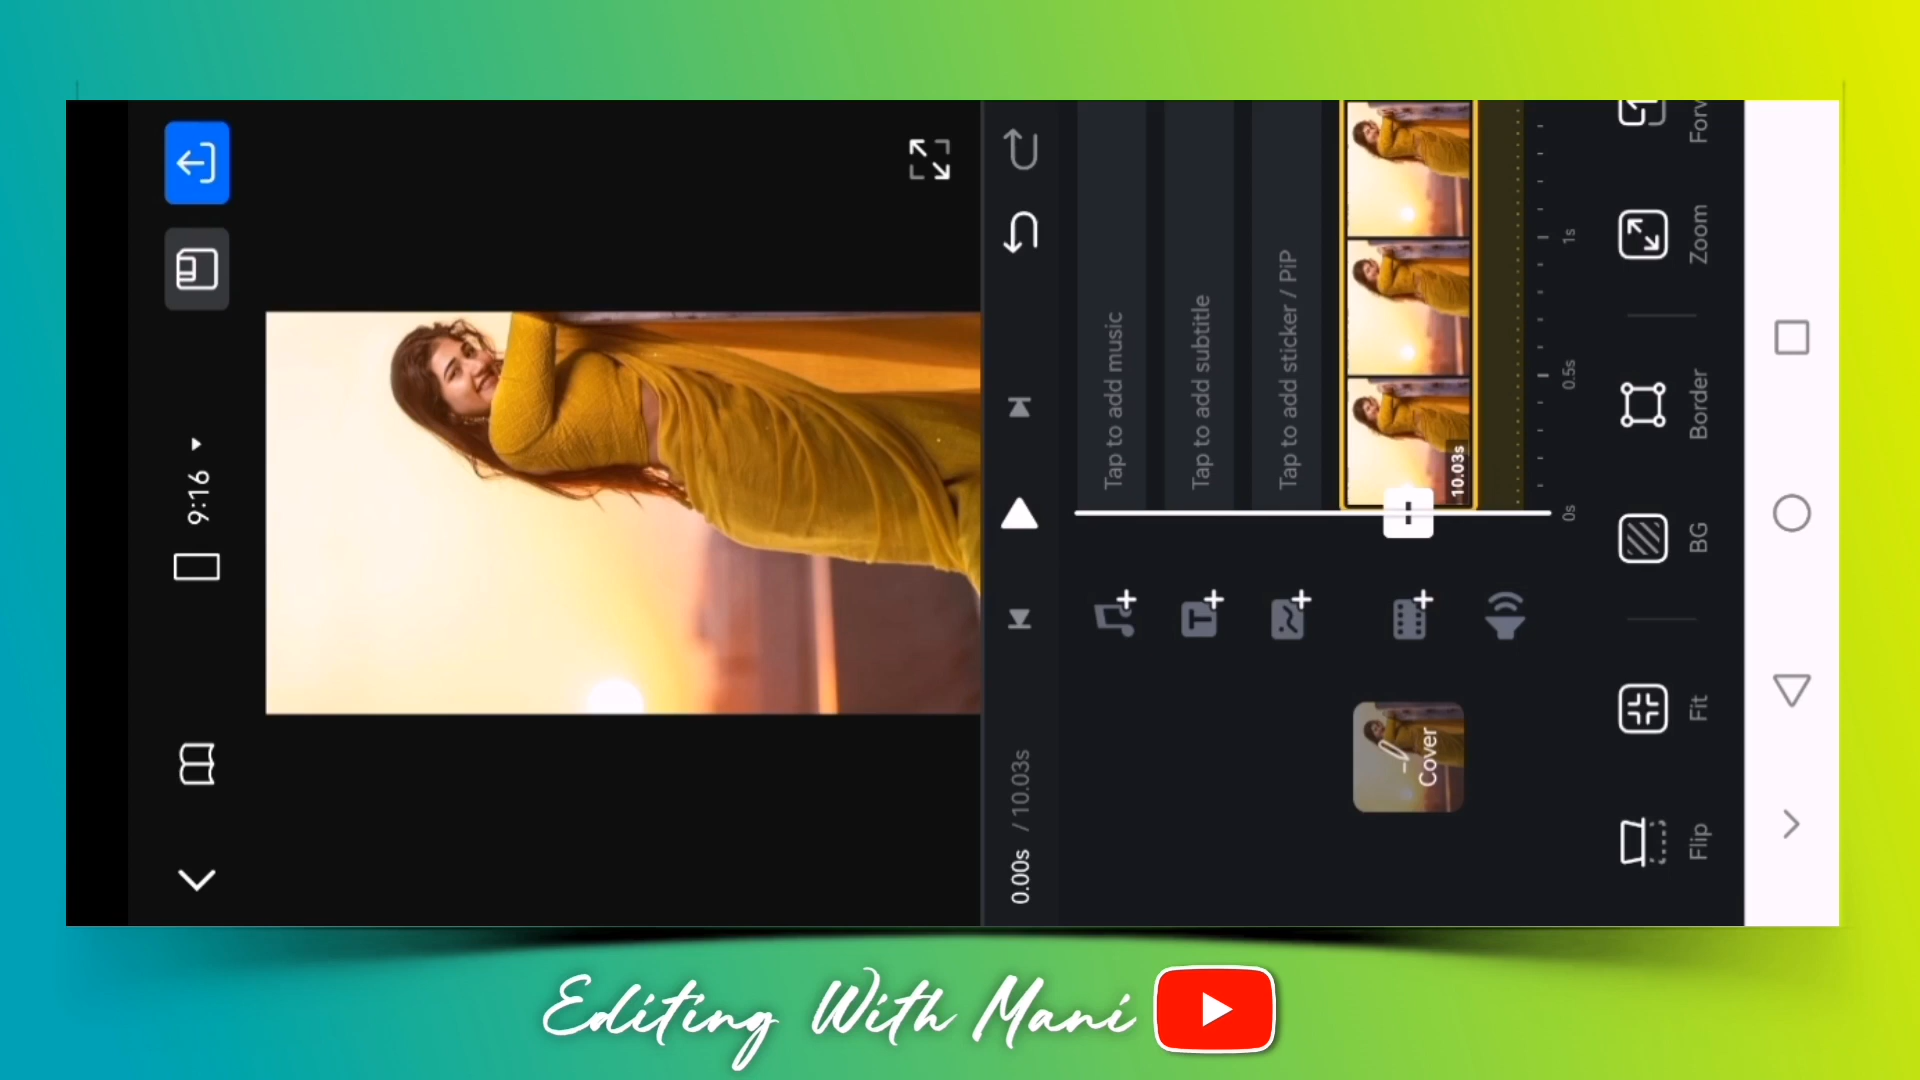 9:16
0.00s / 10.03s
Tap to add music
Tap to add subtitle
Tap to add sticker / PiP
Cover
10.03s
0s
0.5s
1s
Flip
Fit
BG
Border
Zoom
Editing With Mani